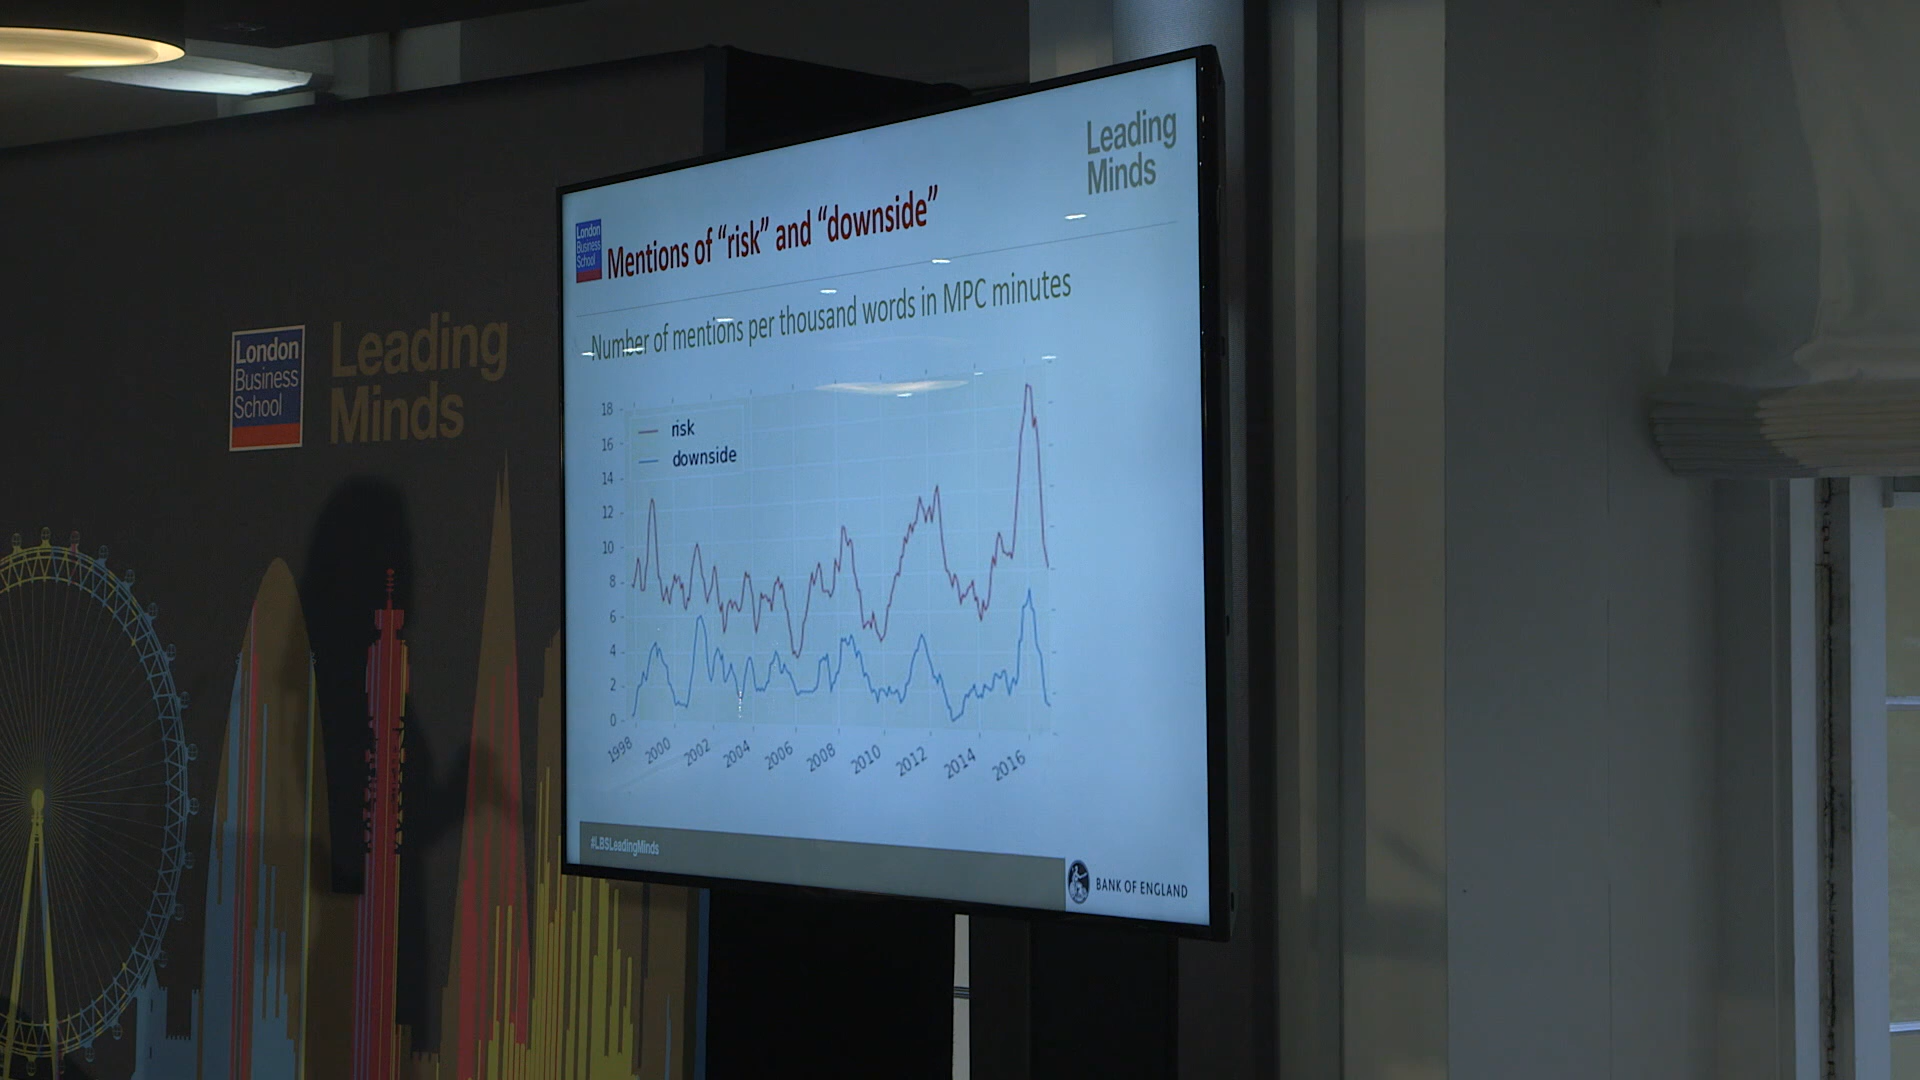 London
Business
School
Leading
Minds
Leading
Minds
London
Business
School
Mentions of “risk” and “downside”
Number of mentions per thousand words in MPC minutes
18
16
14
12
10
8
6
4
2
0
risk
downside
1998
2000
2002
2004
2006
2008
2010
2012
2014
2016
#LBSLeadingMinds
BANK OF ENGLAND